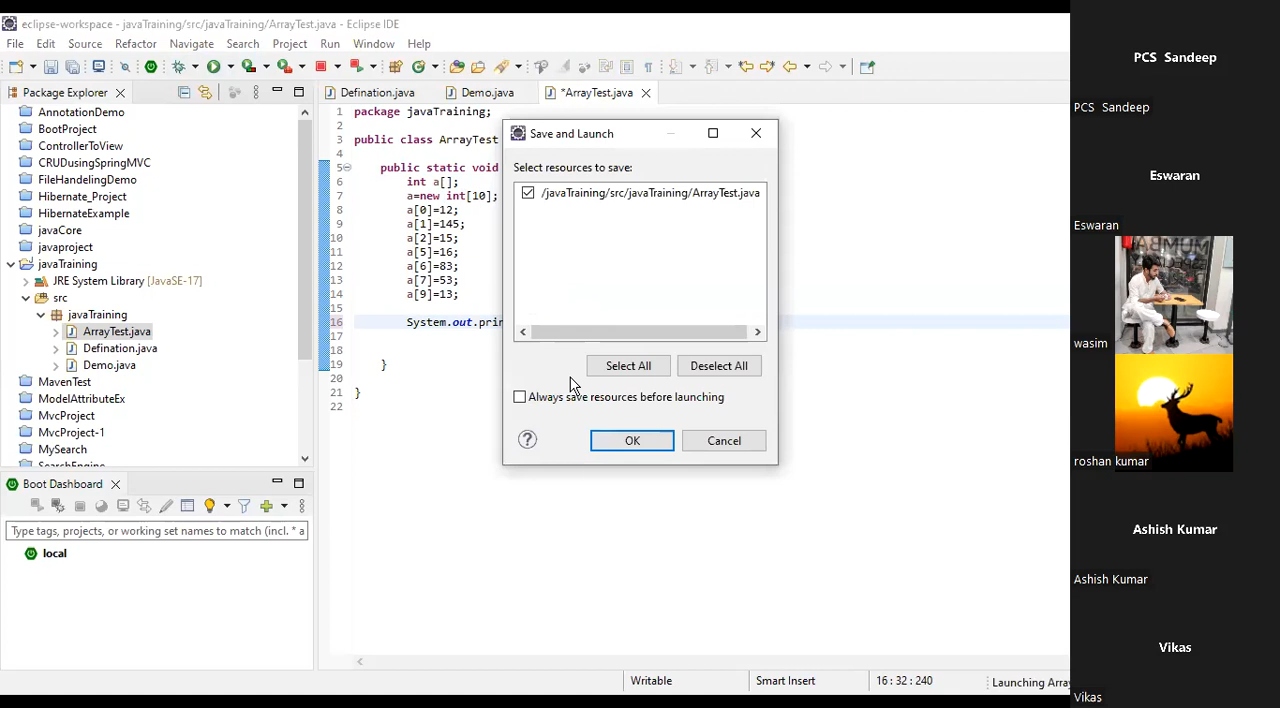 eclipse-workspace - javaTraining/src/javaTraining/ArrayTest.java - Eclipse IDE
File Edit Source Refactor Navigate Search Project Run Window Help
Package Explorer
AnnotationDemo
BootProject
ControllerToView
CRUDusingSpringMVC
FileHandelingDemo
Hibernate_Project
HibernateExample
javaCore
javaproject
javaTraining
JRE System Library [JavaSE-17]
src
javaTraining
ArrayTest.java
Defination.java
Demo.java
MavenTest
ModelAttributeEx
MvcProject
MvcProject-1
MySearch
SearchEngine
Boot Dashboard
Type tags, projects, or working set names to match (incl. * a
local
Defination.java Demo.java *ArrayTest.java
1 package javaTraining;
2
3 public class ArrayTest
4
5 public static void
6 int a[];
7 a=new int[10];
8 a[0]=12;
9 a[1]=145;
10 a[2]=15;
11 a[5]=16;
12 a[6]=83;
13 a[7]=53;
14 a[9]=13;
15
16 System.out.prin
17
18
19 }
20
21 }
22
Save and Launch
Select resources to save:
/javaTraining/src/javaTraining/ArrayTest.java
Select All Deselect All
Always save resources before launching
? OK Cancel
Writable Smart Insert 16 : 32 : 240 Launching Array
PCS Sandeep
PCS Sandeep
Eswaran
Eswaran
wasim
roshan kumar
Ashish Kumar
Ashish Kumar
Vikas
Vikas